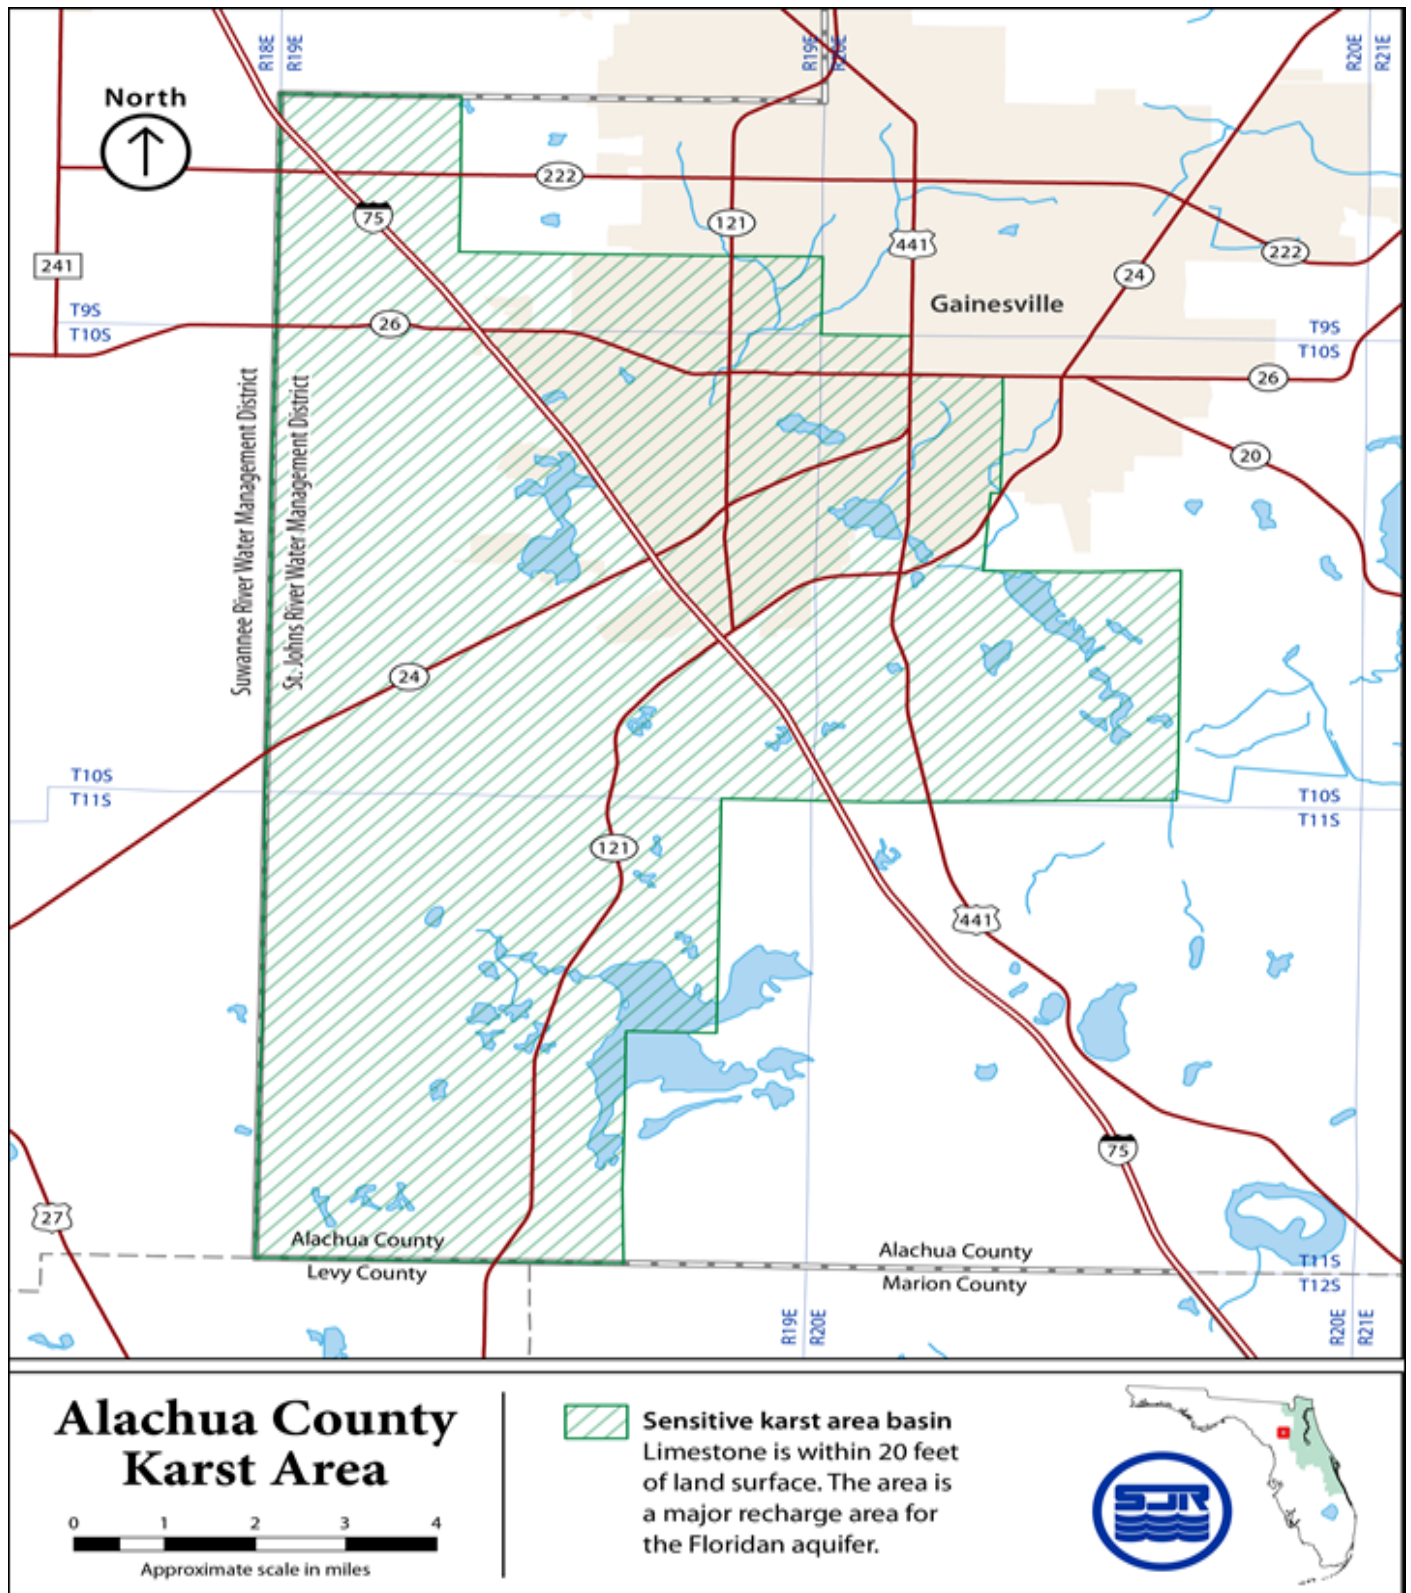 R18E
R19E
R19E
R20E
R20E
R21E
North
222
75
121
441
241
24
222
Gainesville
T9S
T10S
26
T9S
T10S
26
20
Suwannee River Water Management District
St. Johns River Water Management District
24
T10S
T11S
T10S
T11S
121
441
75
27
Alachua County
Levy County
Alachua County
Marion County
T11S
T12S
R19E
R20E
R20E
R21E
Alachua County
Karst Area
0 1 2 3 4
Approximate scale in miles
Sensitive karst area basin
Limestone is within 20 feet
of land surface. The area is
a major recharge area for
the Floridan aquifer.
SJR